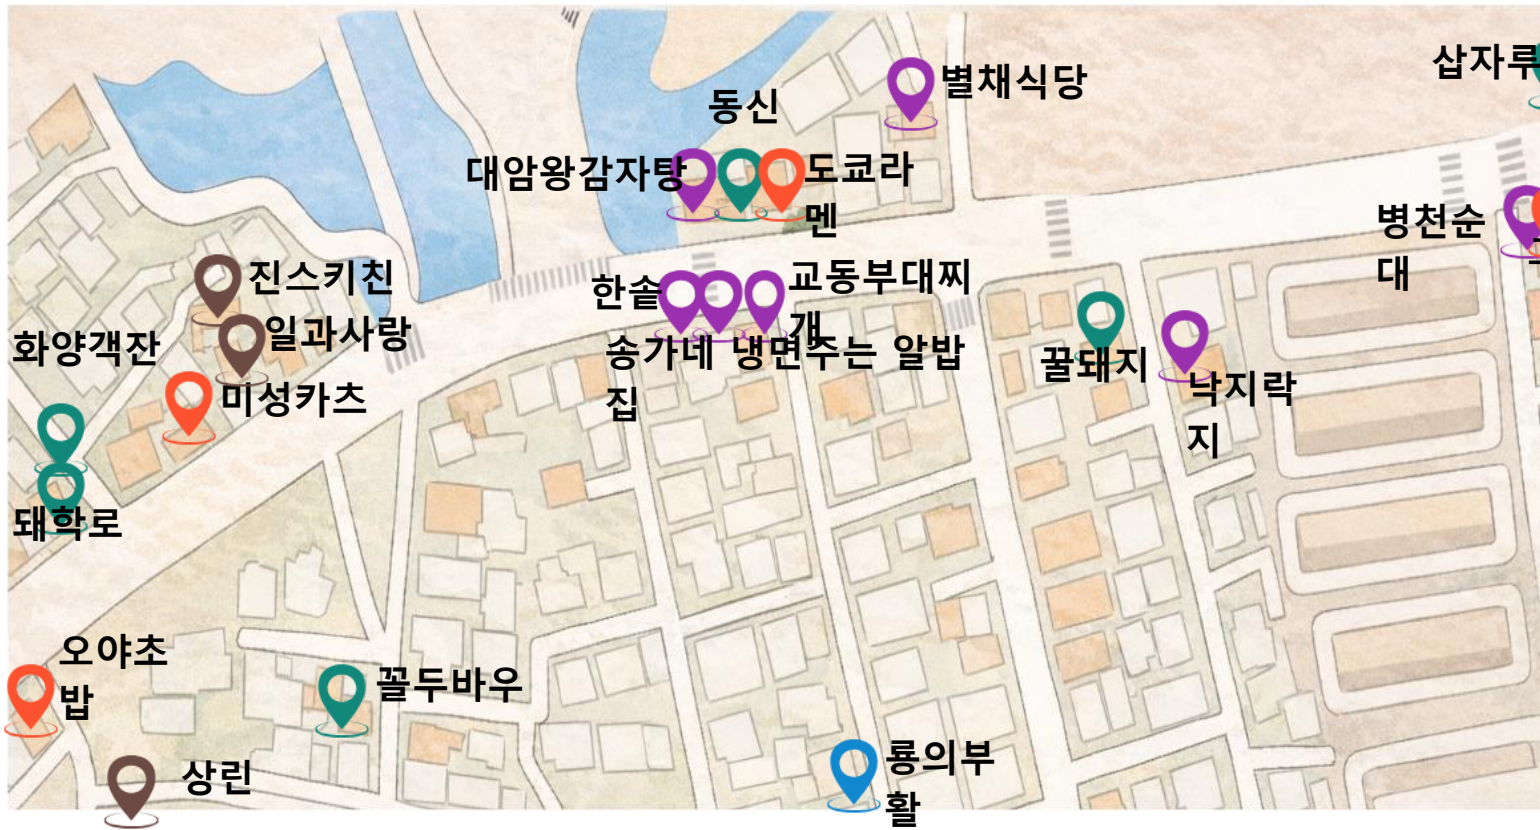 삽자루
별채식당
동신
대암왕감자탕
도쿄라
멘
병천순
대
진스키친
한솥
교동부대찌
개
일과사랑
화양객잔
송가네 냉면주는 알밥
집
꿀돼지
낙지락
지
미성카츠
돼학로
오야초
밥
꼴두바우
상린
룡의부
활